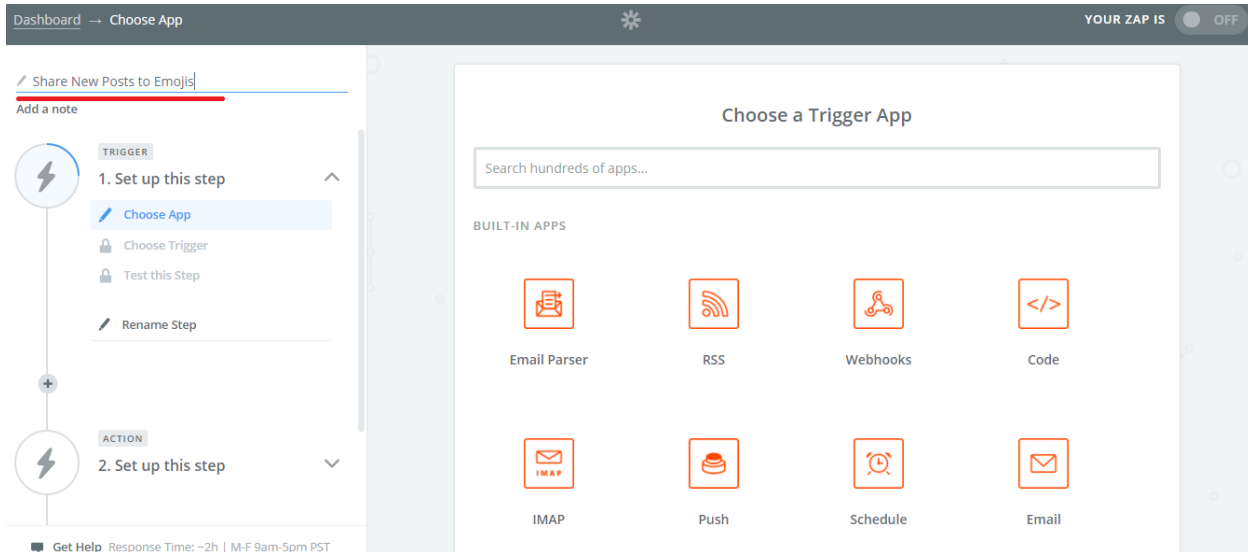 Dashboard → Choose App
YOUR ZAP IS OFF
Share New Posts to Emojis
Add a note
TRIGGER
1. Set up this step
Choose App
Choose Trigger
Test this Step
Rename Step
ACTION
2. Set up this step
Get Help Response Time: ~2h | M-F 9am-5pm PST
Choose a Trigger App
Search hundreds of apps...
BUILT-IN APPS
Email Parser
RSS
Webhooks
</>
Code
IMAP
IMAP
Push
Schedule
Email